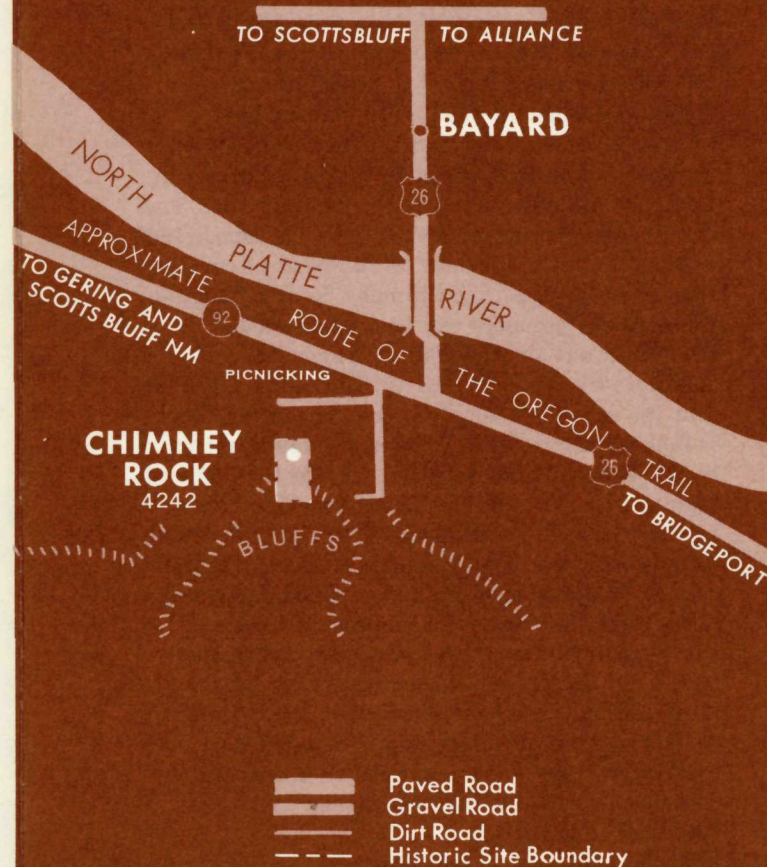 TO SCOTTSBLUFF TO ALLIANCE
BAYARD
26
NORTH PLATTE RIVER
APPROXIMATE ROUTE OF THE OREGON TRAIL
TO GERING AND
SCOTTS BLUFF NM
92
PICNICKING
26
TO BRIDGEPORT
CHIMNEY
ROCK
4242
BLUFFS
Paved Road
Gravel Road
Dirt Road
Historic Site Boundary